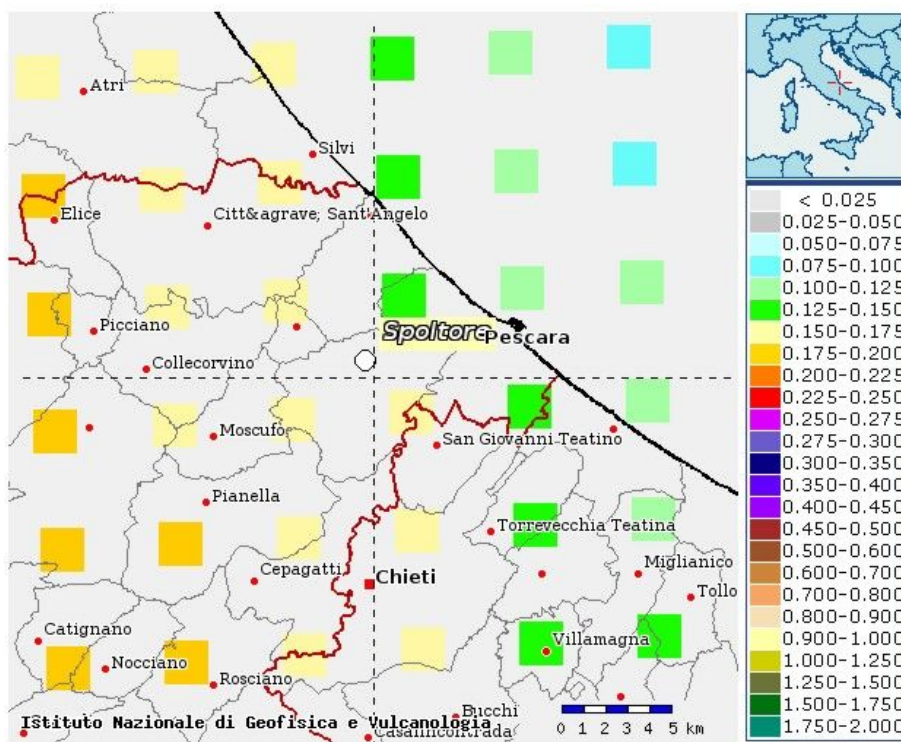 Atri
Silvi
Elice
Citt&agrave; Sant'Angelo
Picciano
Spoltore
Pescara
Collecorvino
Moscufo
San Giovanni Teatino
Pianella
Torrevecchia Teatina
Cepagatti
Chieti
Miglianico
Tollo
Catignano
Villamagna
Nocciano
Rosciano
Bucchi
Istituto Nazionale di Geofisica e Vulcanologia
0 1 2 3 4 5 km
Casalincontrada
< 0.025
0.025-0.050
0.050-0.075
0.075-0.100
0.100-0.125
0.125-0.150
0.150-0.175
0.175-0.200
0.200-0.225
0.225-0.250
0.250-0.275
0.275-0.300
0.300-0.350
0.350-0.400
0.400-0.450
0.450-0.500
0.500-0.600
0.600-0.700
0.700-0.800
0.800-0.900
0.900-1.000
1.000-1.250
1.250-1.500
1.500-1.750
1.750-2.000